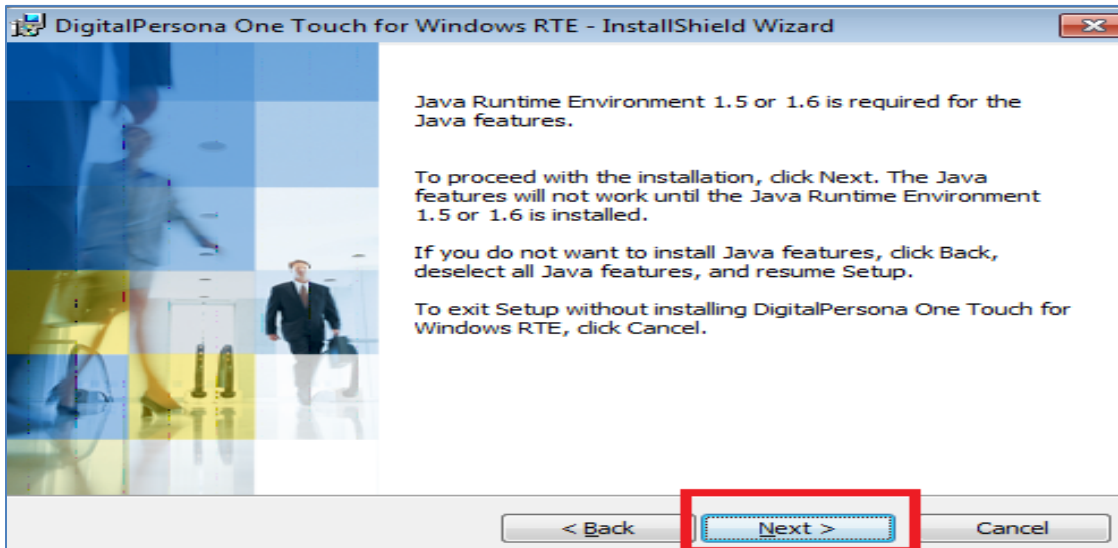 DigitalPersona One Touch for Windows RTE - InstallShield Wizard
Java Runtime Environment 1.5 or 1.6 is required for the
Java features.
To proceed with the installation, click Next. The Java
features will not work until the Java Runtime Environment
1.5 or 1.6 is installed.
If you do not want to install Java features, click Back,
deselect all Java features, and resume Setup.
To exit Setup without installing DigitalPersona One Touch for
Windows RTE, click Cancel.
< Back Next > Cancel